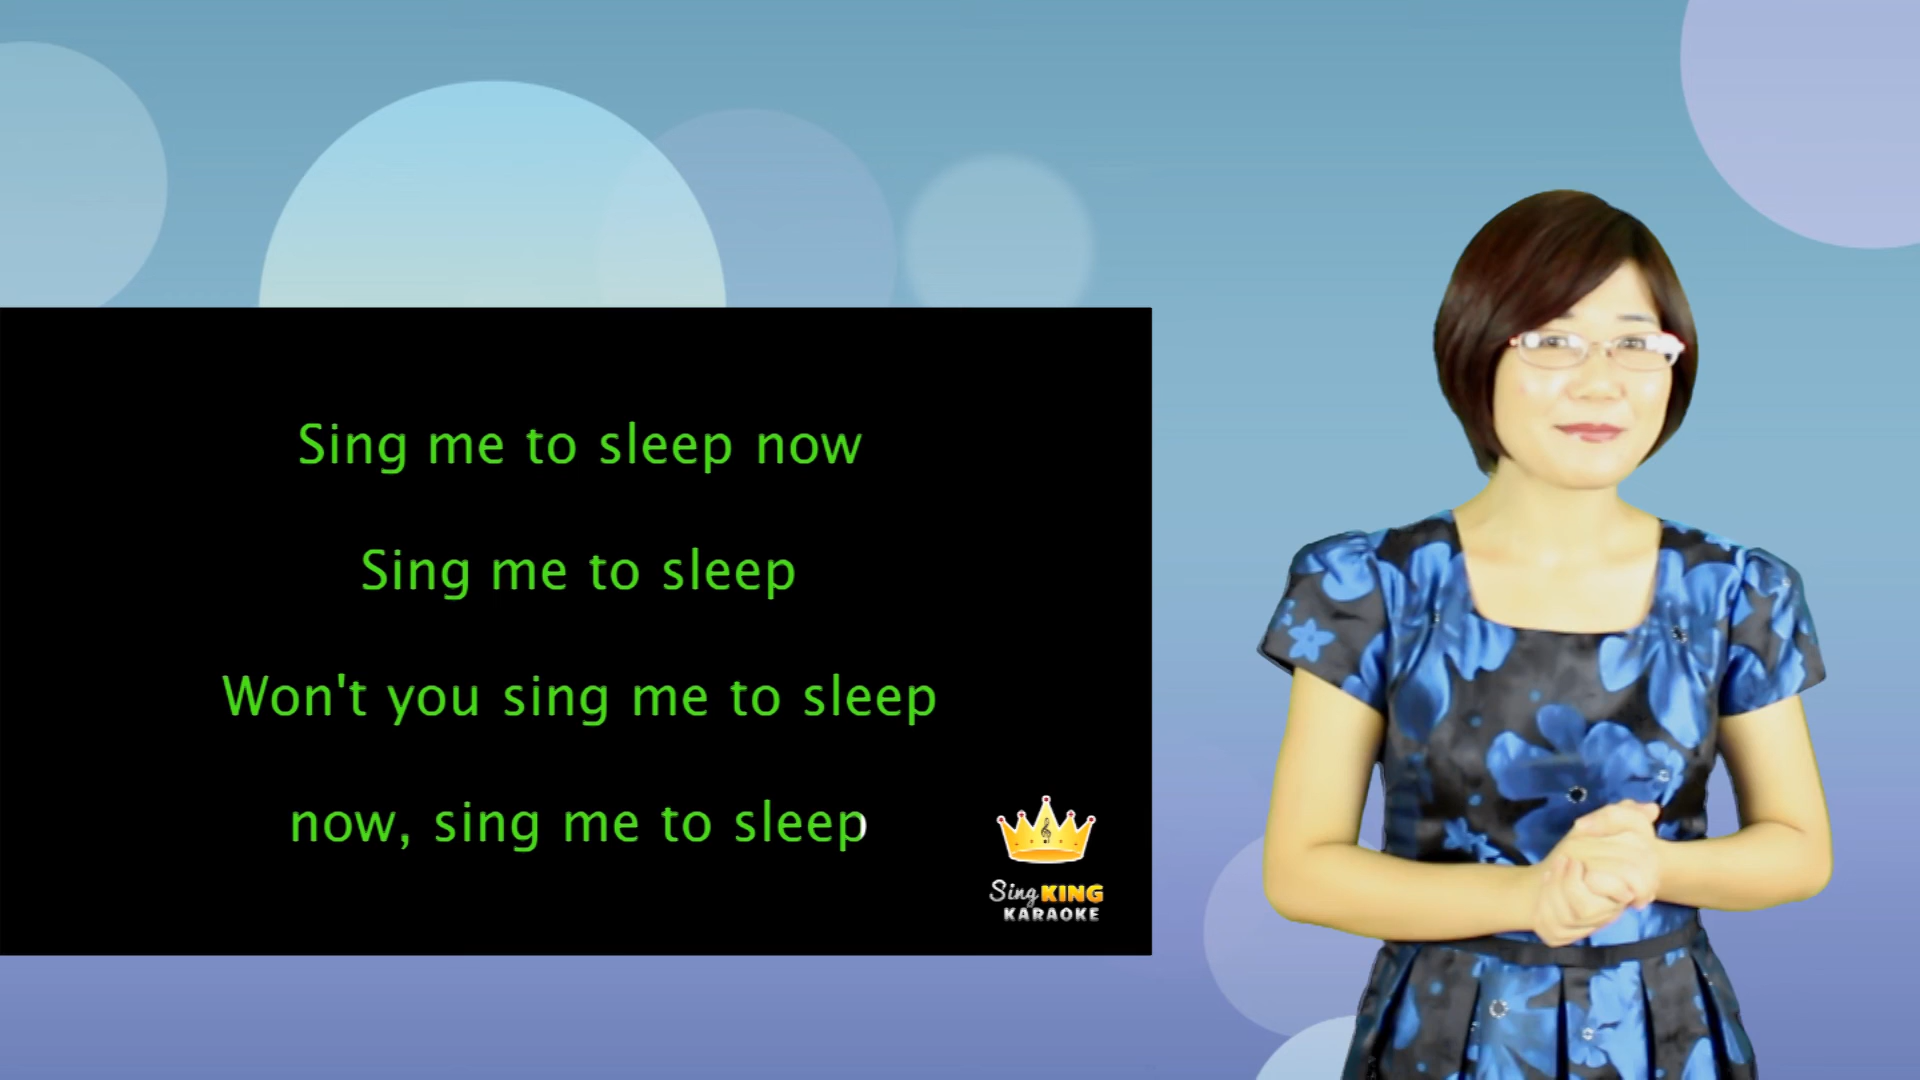 Sing me to sleep now
Sing me to sleep
Won't you sing me to sleep
now, sing me to sleep
Sing KING
KARAOKE